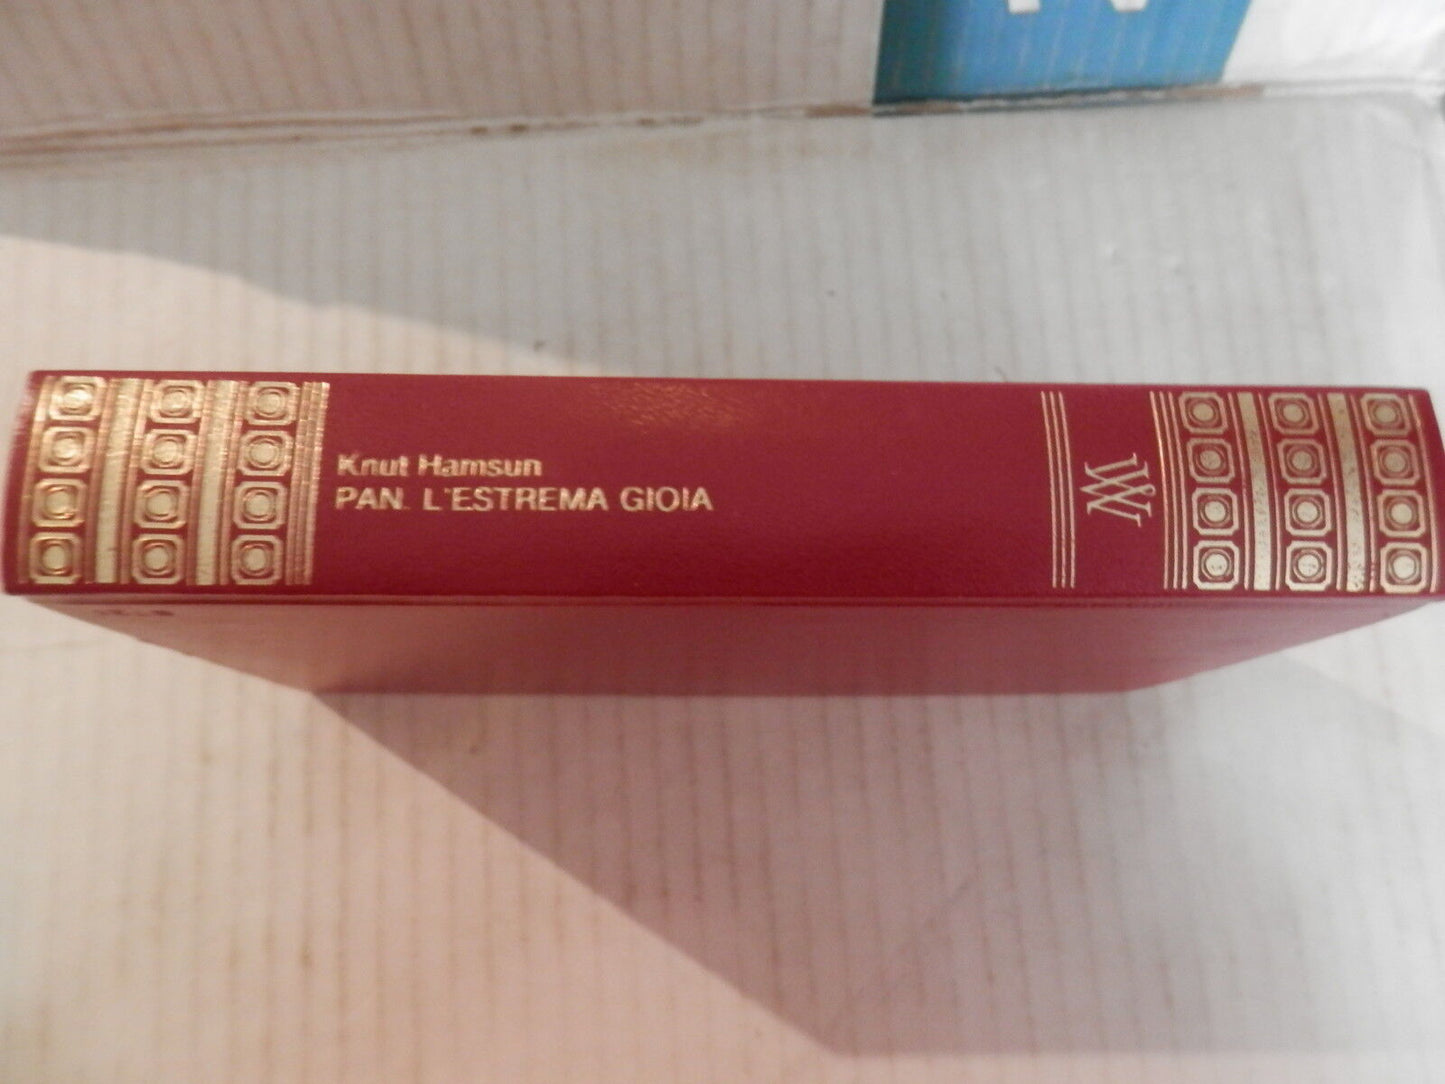 Knut Hamsun
PAN. L'ESTREMA GIOIA